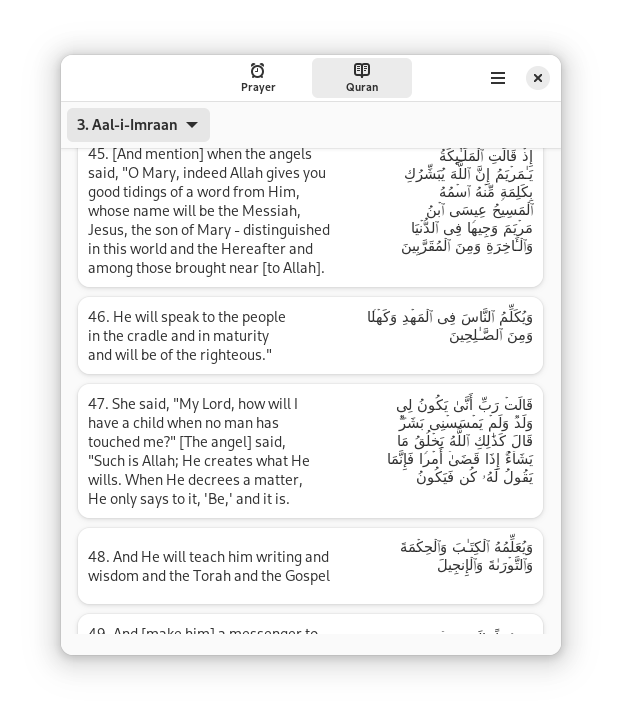 Prayer
Quran
3. Aal-i-Imraan
45. [And mention] when the angels
said, "O Mary, indeed Allah gives you
good tidings of a word from Him,
whose name will be the Messiah,
Jesus, the son of Mary - distinguished
in this world and the Hereafter and
among those brought near [to Allah].
إِذْ قَالَتِ ٱلْمَلَـٰٓئِكَةُ
يَـٰمَرْيَمُ إِنَّ ٱللَّهَ يُبَشِّرُكِ
بِكَلِمَةٍ مِّنْهُ ٱسْمُهُ
ٱلْمَسِيحُ عِيسَى ٱبْنُ
مَرْيَمَ وَجِيهًا فِى ٱلدُّنْيَا
وَٱلْـَٔاخِرَةِ وَمِنَ ٱلْمُقَرَّبِينَ
46. He will speak to the people
in the cradle and in maturity
and will be of the righteous."
وَيُكَلِّمُ ٱلنَّاسَ فِى ٱلْمَهْدِ وَكَهْلًا
وَمِنَ ٱلصَّـٰلِحِينَ
47. She said, "My Lord, how will I
have a child when no man has
touched me?" [The angel] said,
"Such is Allah; He creates what He
wills. When He decrees a matter,
He only says to it, 'Be,' and it is.
قَالَتْ رَبِّ أَنَّىٰ يَكُونُ لِى
وَلَدٌ وَلَمْ يَمْسَسْنِى بَشَرٌ ۖ
قَالَ كَذَٰلِكِ ٱللَّهُ يَخْلُقُ مَا
يَشَآءُ ۚ إِذَا قَضَىٰٓ أَمْرًا فَإِنَّمَا
يَقُولُ لَهُۥ كُن فَيَكُونُ
48. And He will teach him writing and
wisdom and the Torah and the Gospel
وَيُعَلِّمُهُ ٱلْكِتَـٰبَ وَٱلْحِكْمَةَ
وَٱلتَّوْرَىٰةَ وَٱلْإِنجِيلَ
49. And [make him] a messenger to